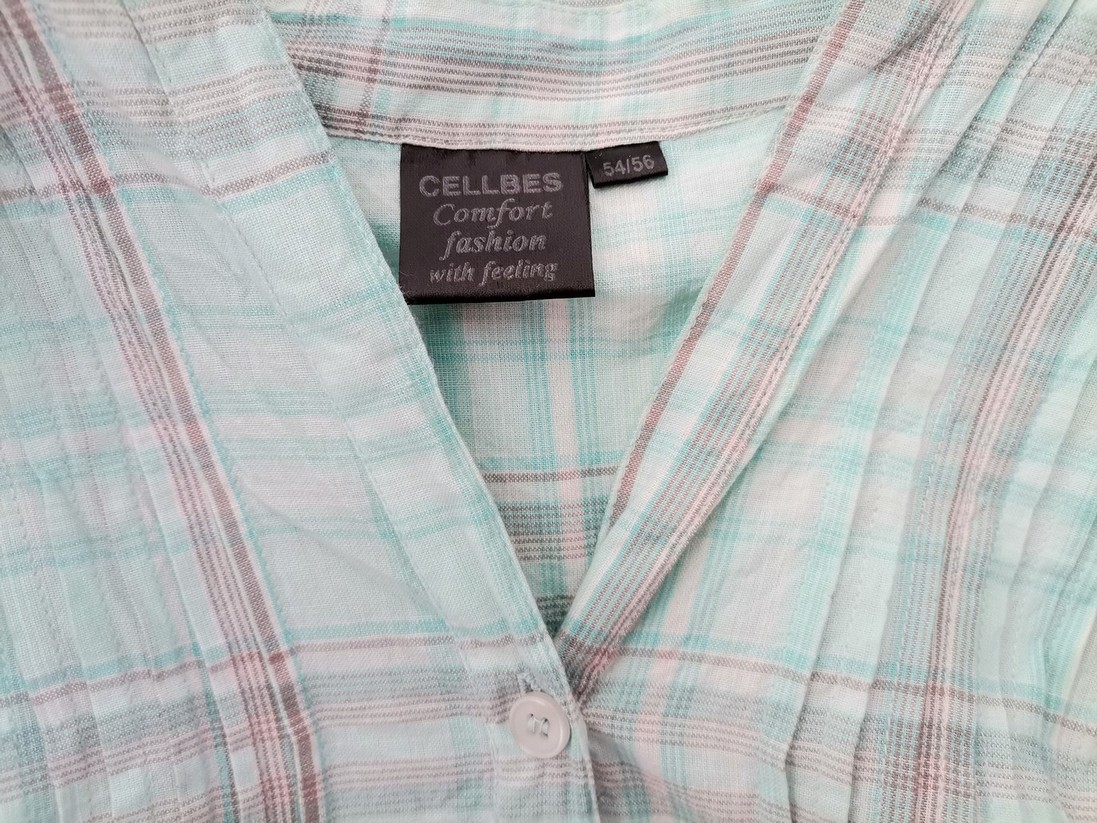 CELLBES
Comfort
fashion
with feeling
54/56